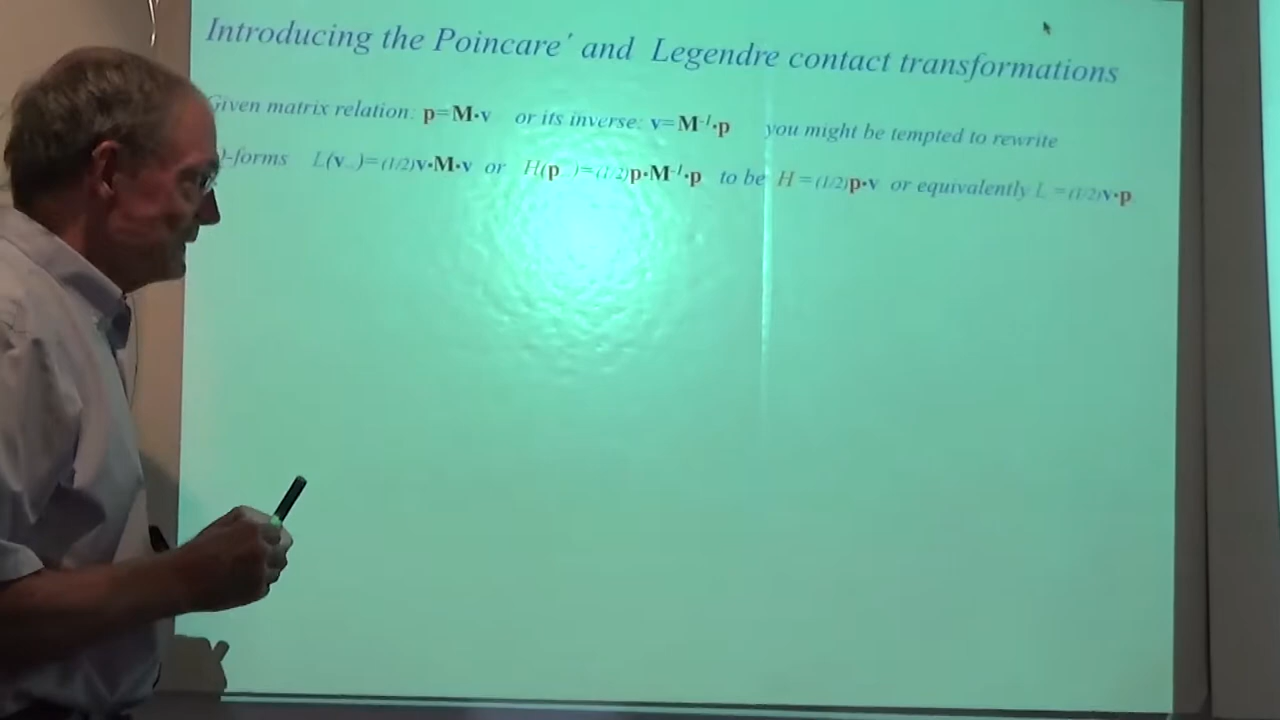 Introducing the Poincare´ and Legendre contact transformations
Given matrix relation: p=M•v or its inverse: v=M⁻¹•p you might be tempted to rewrite
)-forms L(v...)=(1/2)v•M•v or H(p...)=(1/2)p•M⁻¹•p to be H=(1/2)p•v or equivalently L=(1/2)v•p